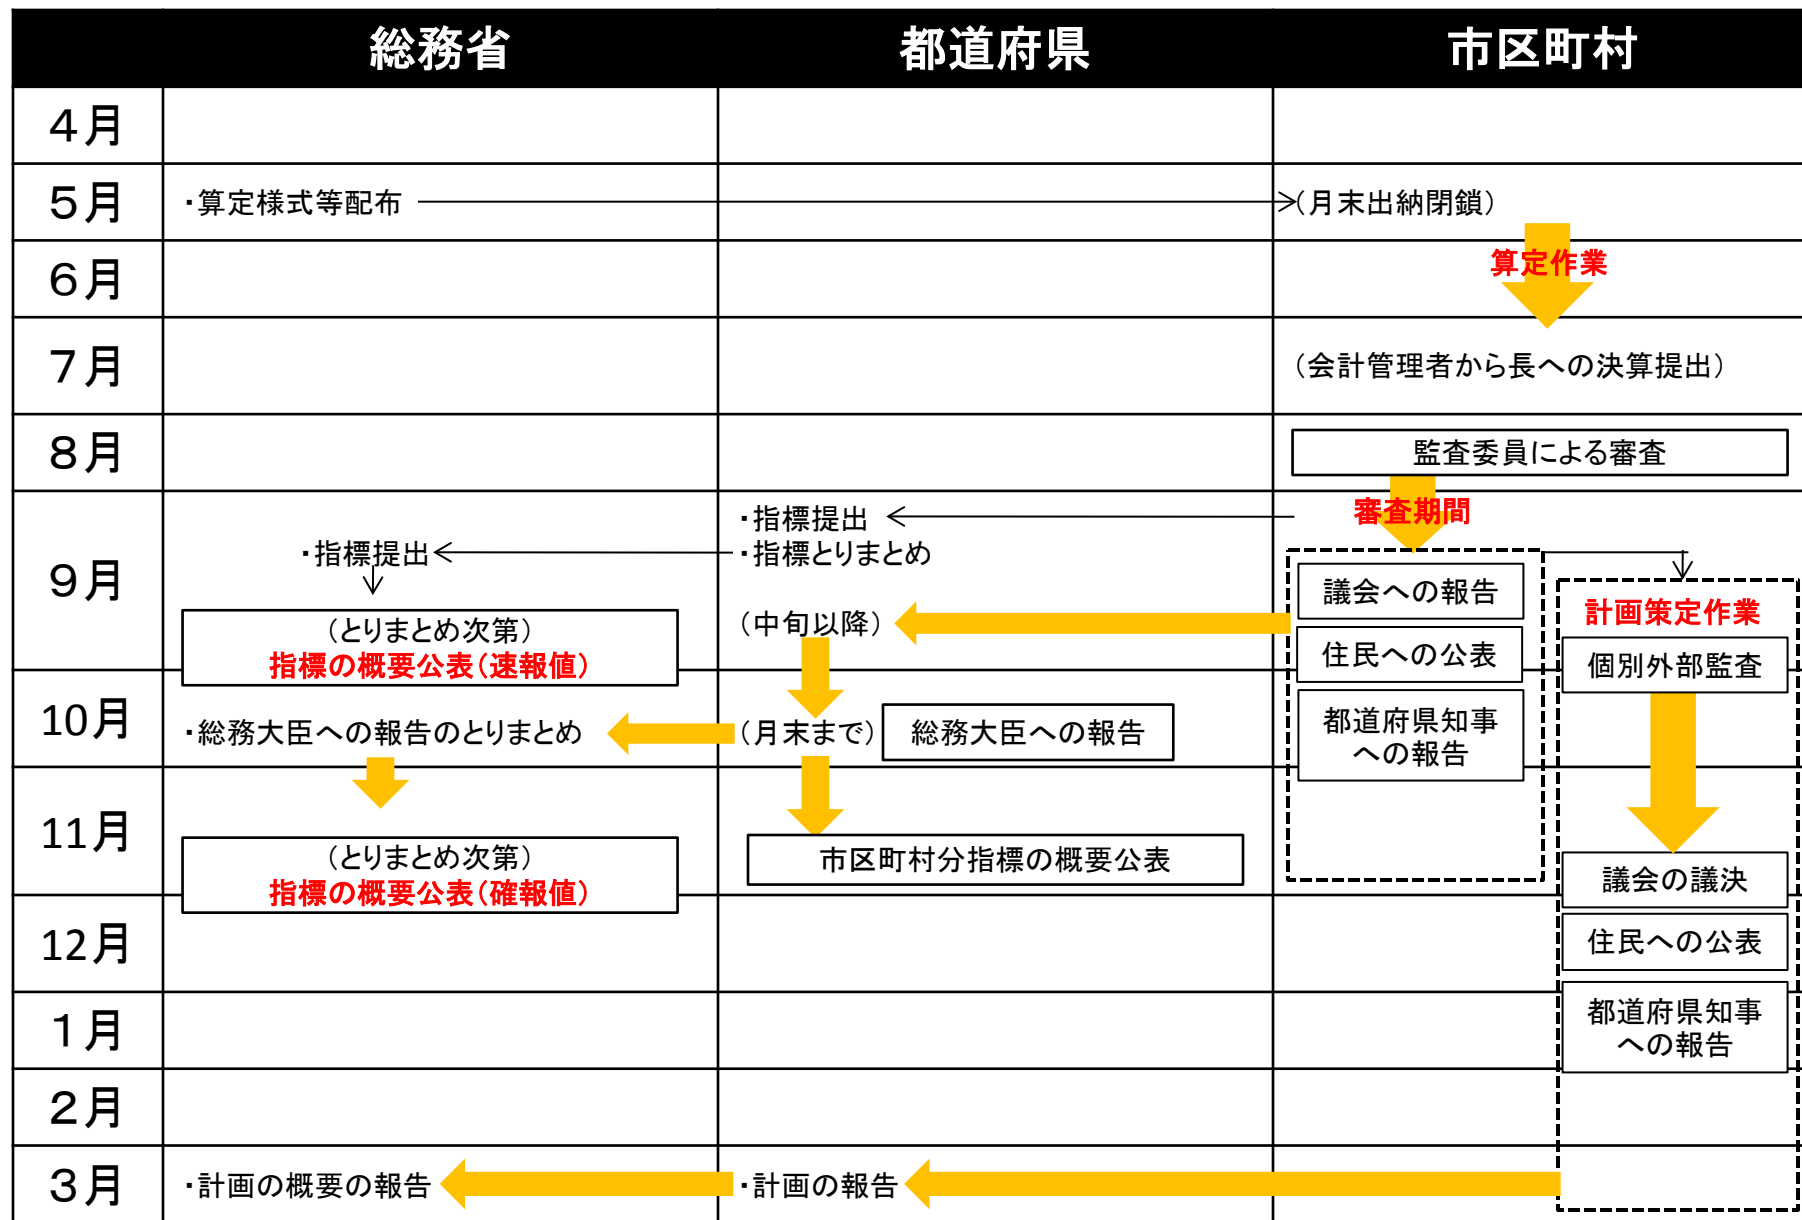 総務省 都道府県 市区町村
４月
５月 ・算定様式等配布 （月末出納閉鎖）
算定作業
６月
７月 （会計管理者から長への決算提出）
８月 監査委員による審査
審査期間
・指標提出
・指標提出 ・指標とりまとめ
９月
議会への報告
計画策定作業
（中旬以降）
（とりまとめ次第）
指標の概要公表（速報値）
住民への公表
個別外部監査
10月 ・総務大臣への報告のとりまとめ （月末まで） 総務大臣への報告
都道府県知事
への報告
11月
（とりまとめ次第）
指標の概要公表（確報値）
市区町村分指標の概要公表
議会の議決
12月 住民への公表
１月
都道府県知事
への報告
２月
３月 ・計画の概要の報告 ・計画の報告